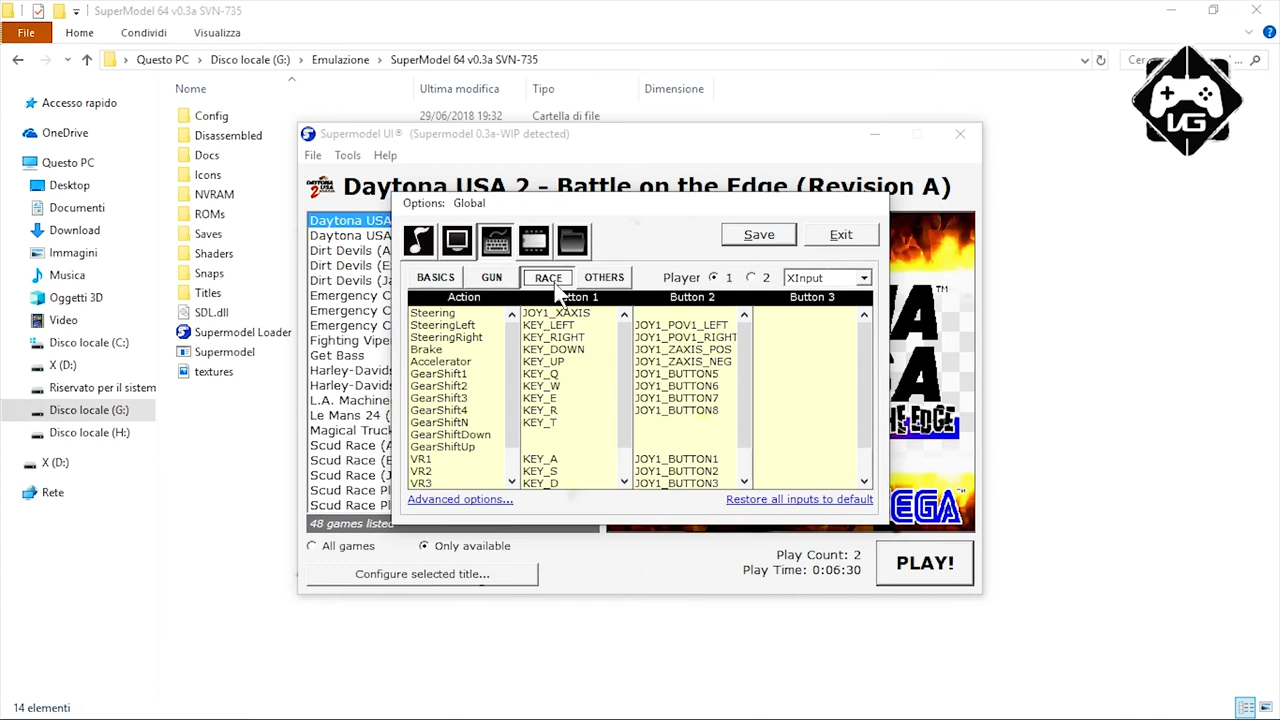 SuperModel 64 v0.3a SVN-735
File Home Condividi Visualizza
Questo PC Disco locale (G:) Emulazione SuperModel 64 v0.3a SVN-735
VG
Nome Ultima modifica Tipo Dimensione
Accesso rapido
OneDrive
Questo PC
Desktop
Documenti
Download
Immagini
Musica
Oggetti 3D
Video
Disco locale (C:)
X (D:)
Riservato per il sistem
Disco locale (G:)
Disco locale (H:)
X (D:)
Rete
Config 29/06/2018 19:32 Cartella di file
Disassembled
Docs
Icons
NVRAM
ROMs
Saves
Shaders
Snaps
Titles
SDL.dll
Supermodel Loader
Supermodel
textures
Supermodel UI® (Supermodel 0.3a-WIP detected)
File Tools Help
Daytona USA 2 - Battle on the Edge (Revision A)
Daytona USA
Daytona USA
Dirt Devils (A
Dirt Devils (E
Dirt Devils (J
Emergency C
Emergency C
Emergency C
Fighting Vipe
Get Bass
Harley-Davids
Harley-Davids
L.A. Machine
Le Mans 24 (
Magical Truc
Scud Race (A
Scud Race (E
Scud Race (J
Scud Race Pl
Scud Race Pl
48 games listed
All games Only available
Configure selected title...
Play Count: 2
Play Time: 0:06:30
PLAY!
EDGE
SEGA
Options: Global
Save Exit
BASICS GUN RACE OTHERS Player 1 2 XInput
Action Button 1 Button 2 Button 3
Steering JOY1_XAXIS
SteeringLeft KEY_LEFT JOY1_POV1_LEFT
SteeringRight KEY_RIGHT JOY1_POV1_RIGHT
Brake KEY_DOWN JOY1_ZAXIS_POS
Accelerator KEY_UP JOY1_ZAXIS_NEG
GearShift1 KEY_Q JOY1_BUTTON5
GearShift2 KEY_W JOY1_BUTTON6
GearShift3 KEY_E JOY1_BUTTON7
GearShift4 KEY_R JOY1_BUTTON8
GearShiftN KEY_T
GearShiftDown
GearShiftUp
VR1 KEY_A JOY1_BUTTON1
VR2 KEY_S JOY1_BUTTON2
VR3 KEY_D JOY1_BUTTON3
Advanced options... Restore all inputs to default
14 elementi